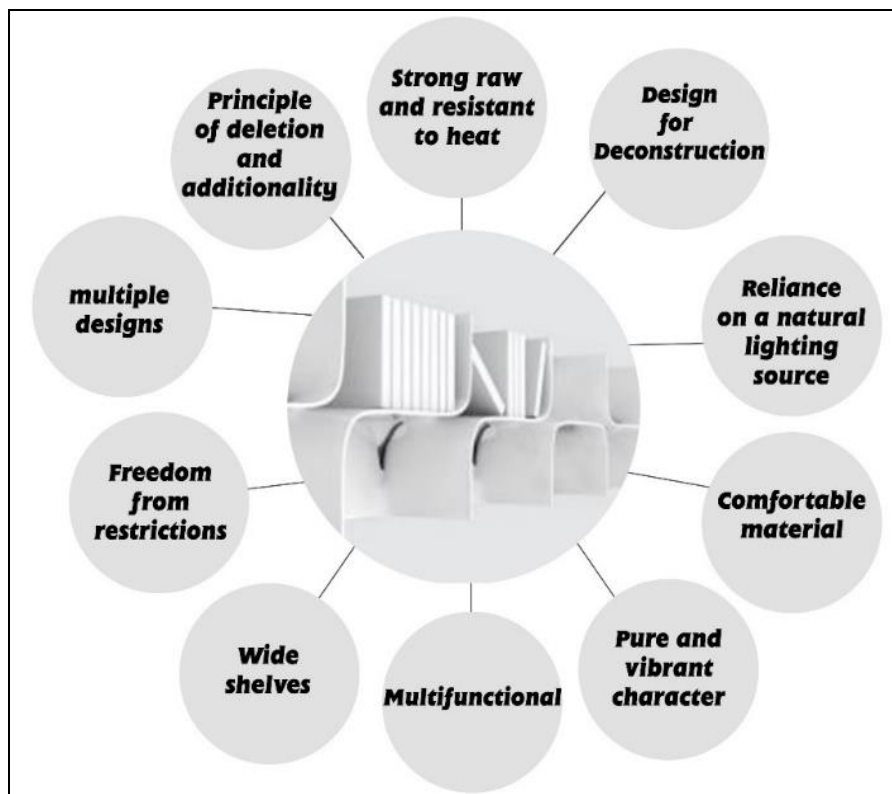 Strong raw
and resistant
to heat
Design
for
Deconstruction
Reliance
on a natural
lighting
source
Comfortable
material
Pure and
vibrant
character
Multifunctional
Wide
shelves
Freedom
from
restrictions
multiple
designs
Principle
of deletion
and
additionality